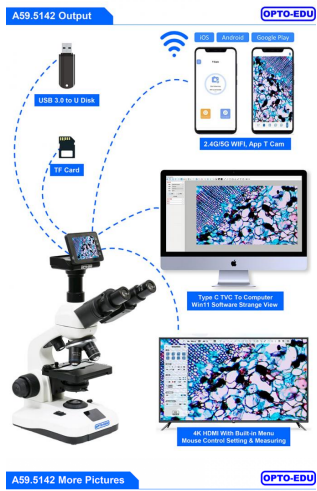 A59.5142 Output
OPTO-EDU
iOS
Android
Google Play
USB 3.0 to U Disk
2.4G/5G WIFI, App T Cam
TF Card
Type C TVC To Computer
Win11 Software Strange View
4K HDMI With Built-in Menu
Mouse Control Setting & Measuring
A59.5142 More Pictures
OPTO-EDU